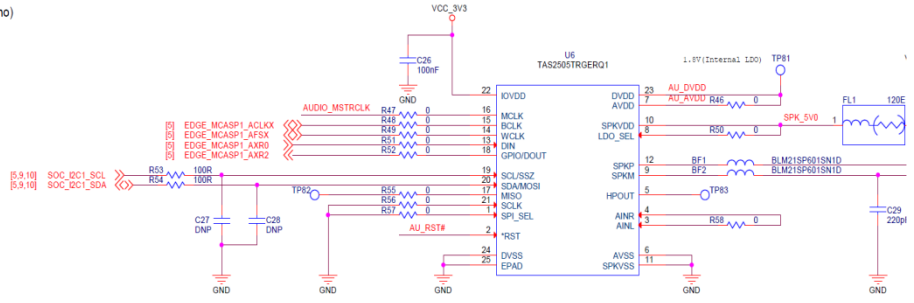 no)
VCC_3V3
C26
100nF
GND
U6
TAS2505TRGERQ1
1.8V(Internal LDO)
TP81
22 IOVDD DVDD 23 AU_DVDD
AVDD 7 AU_AVDD R46 0
AUDIO_MSTRCLK R47 0 16 MCLK
[5] EDGE_MCASP1_ACLKX R48 0 15 BCLK SPKVDD 10 SPK_5V0 1 FL1 120E
[5] EDGE_MCASP1_AFSX R49 0 14 WCLK LDO_SEL 8 R50 0
[5] EDGE_MCASP1_AXR0 R51 0 13 DIN
[5] EDGE_MCASP1_AXR2 R52 0 18 GPIO/DOUT
SPKP 12 BF1 BLM21SP601SN1D
[5,9,10] SOC_I2C1_SCL R53 100R 19 SCL/SSZ SPKM 9 BF2 BLM21SP601SN1D
[5,9,10] SOC_I2C1_SDA R54 100R 20 SDA/MOSI
TP82 R55 0 17 MISO HPOUT 5 TP83
R56 0 21 SCLK
R57 0 1 SPI_SEL AINR 4
AINL 3 R58 0
C27
DNP
C28
DNP
C29
AU_RST# 2 *RST
24 DVSS AVSS 6
25 EPAD SPKVSS 11
GND
GND
GND
GND
GND